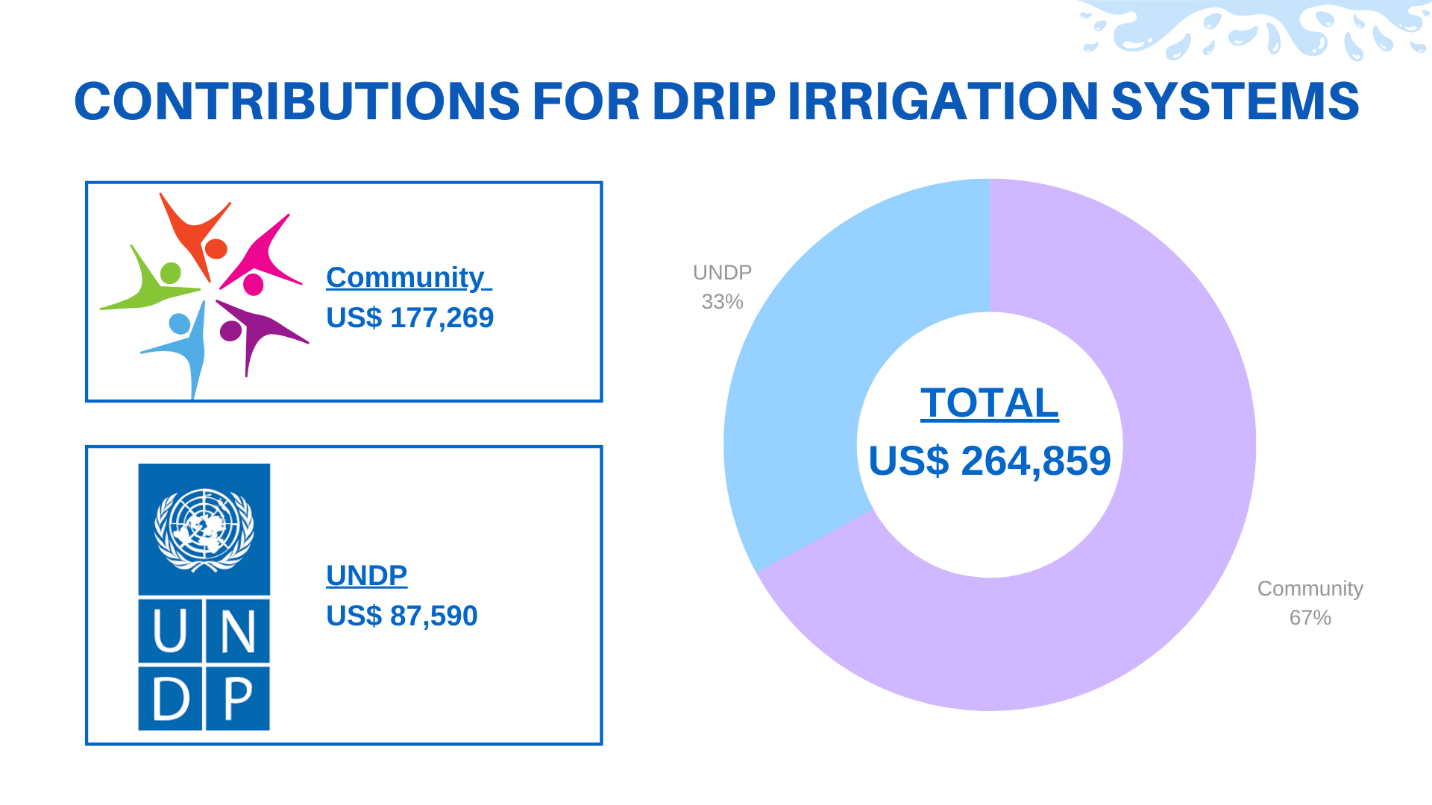 CONTRIBUTIONS FOR DRIP IRRIGATION SYSTEMS
Community
US$ 177,269
UNDP
US$ 87,590
U N
D P
UNDP
33%
TOTAL
US$ 264,859
Community
67%